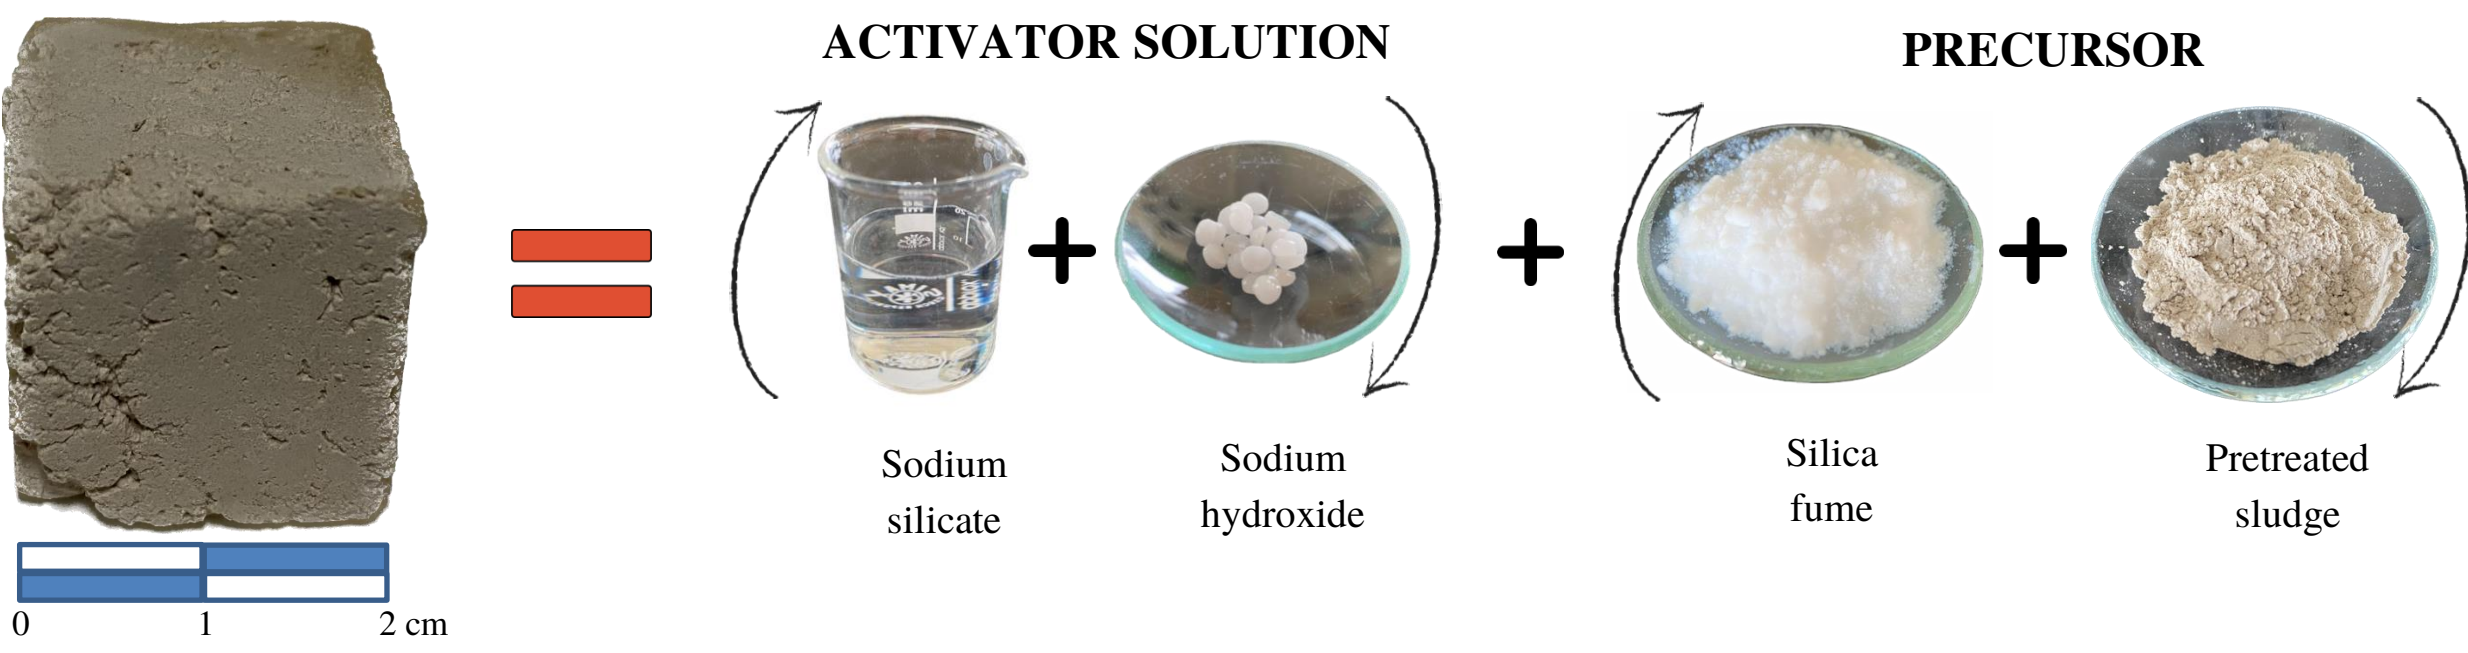 ACTIVATOR SOLUTION
PRECURSOR
Sodium
silicate
Sodium
hydroxide
Silica
fume
Pretreated
sludge
0 1 2 cm